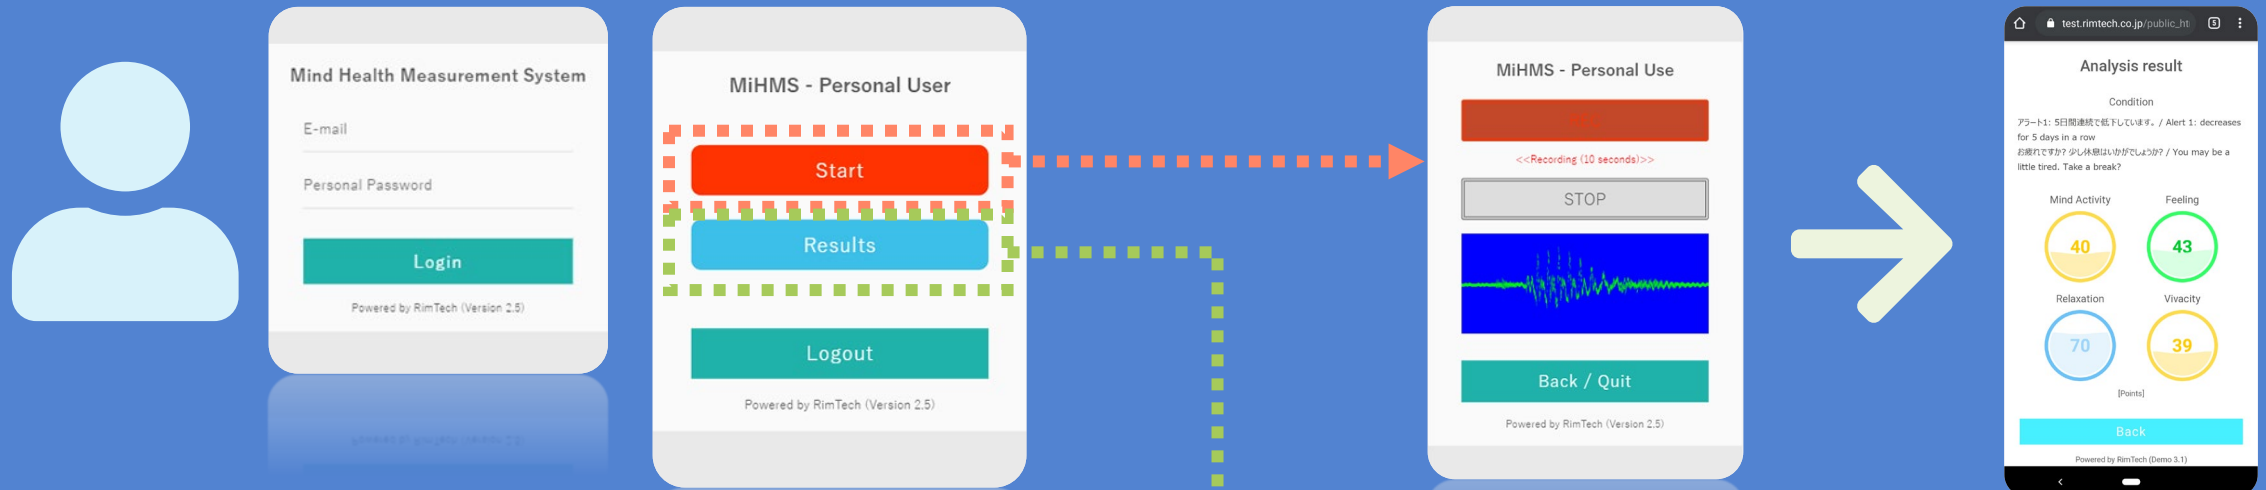 Mind Health Measurement System
E-mail
Personal Password
Login
Powered by RimTech (Version 2.5)
MiHMS - Personal User
Start
Results
Logout
Powered by RimTech (Version 2.5)
MiHMS - Personal Use
<<Recording (10 seconds)>>
STOP
Back / Quit
Powered by RimTech (Version 2.5)
test.rimtech.co.jp/public_ht
5
Analysis result
Condition
アラート1: 5日間連続で低下しています。 / Alert 1: decreases
for 5 days in a row
お疲れですか? 少し休息はいかがでしょうか? / You may be a
little tired. Take a break?
Mind Activity Feeling
40 43
Relaxation Vivacity
70 39
[Points]
Back
Powered by RimTech (Demo 3.1)